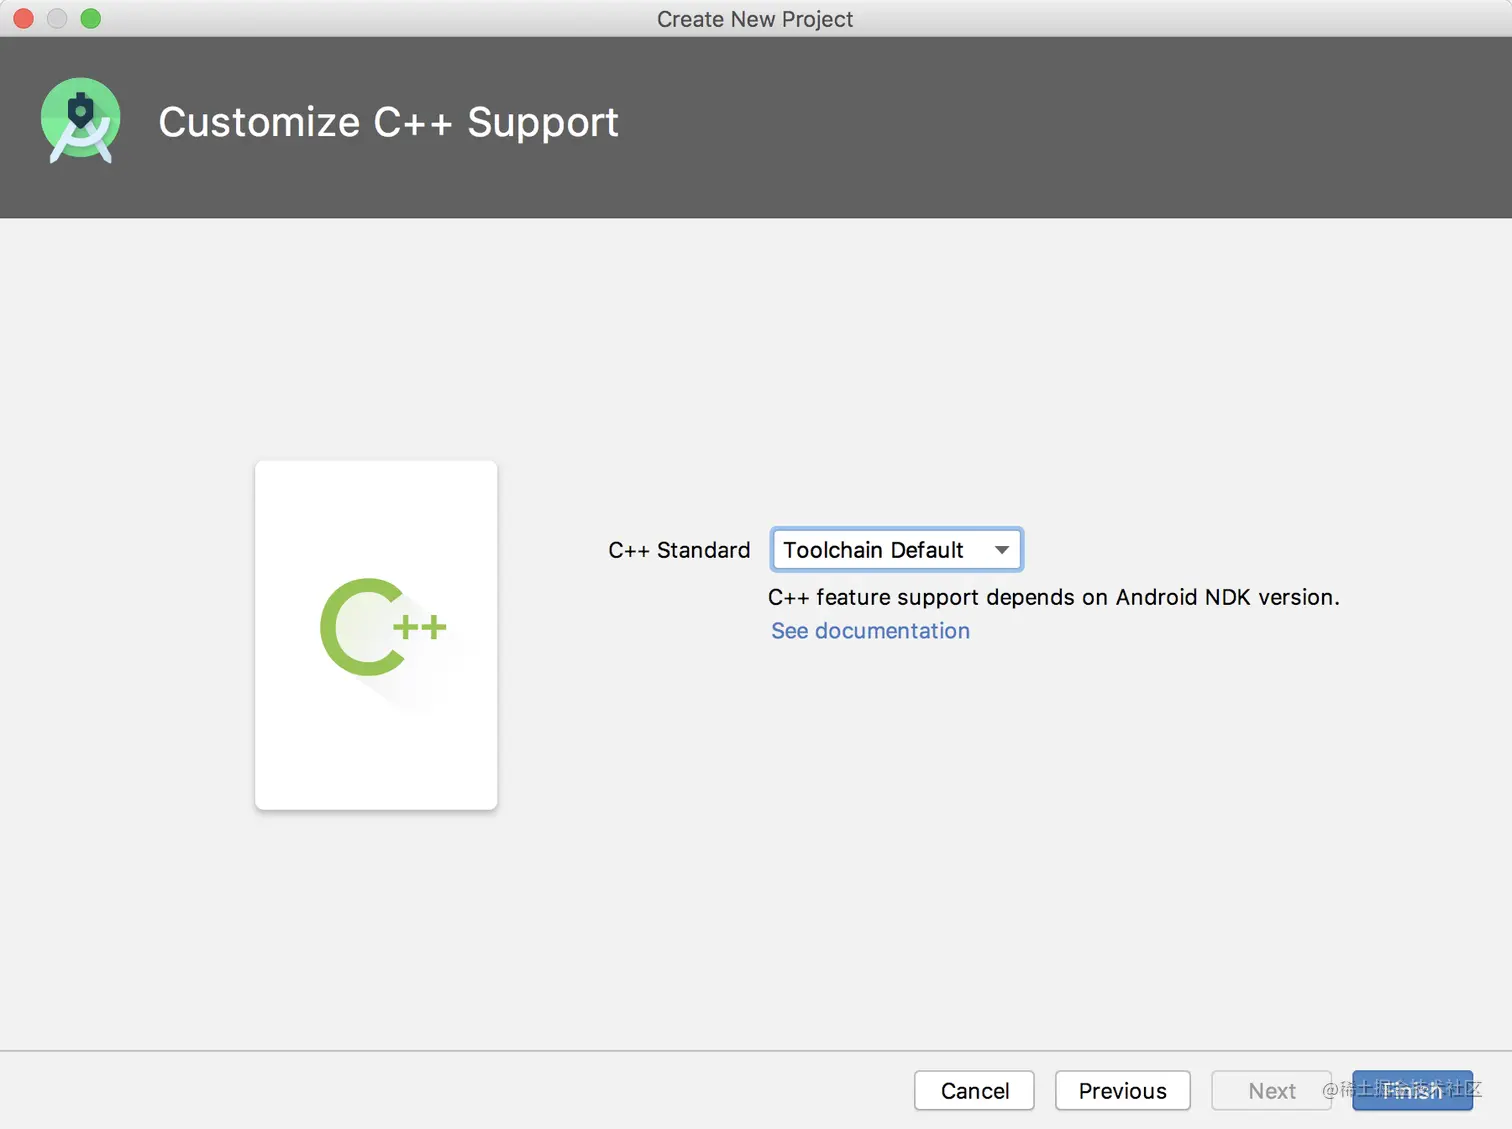 Create New Project
Customize C++ Support
C++
C++ Standard
Toolchain Default
C++ feature support depends on Android NDK version.
See documentation
Cancel
Previous
Next
Finish
@稀土掘金技术社区